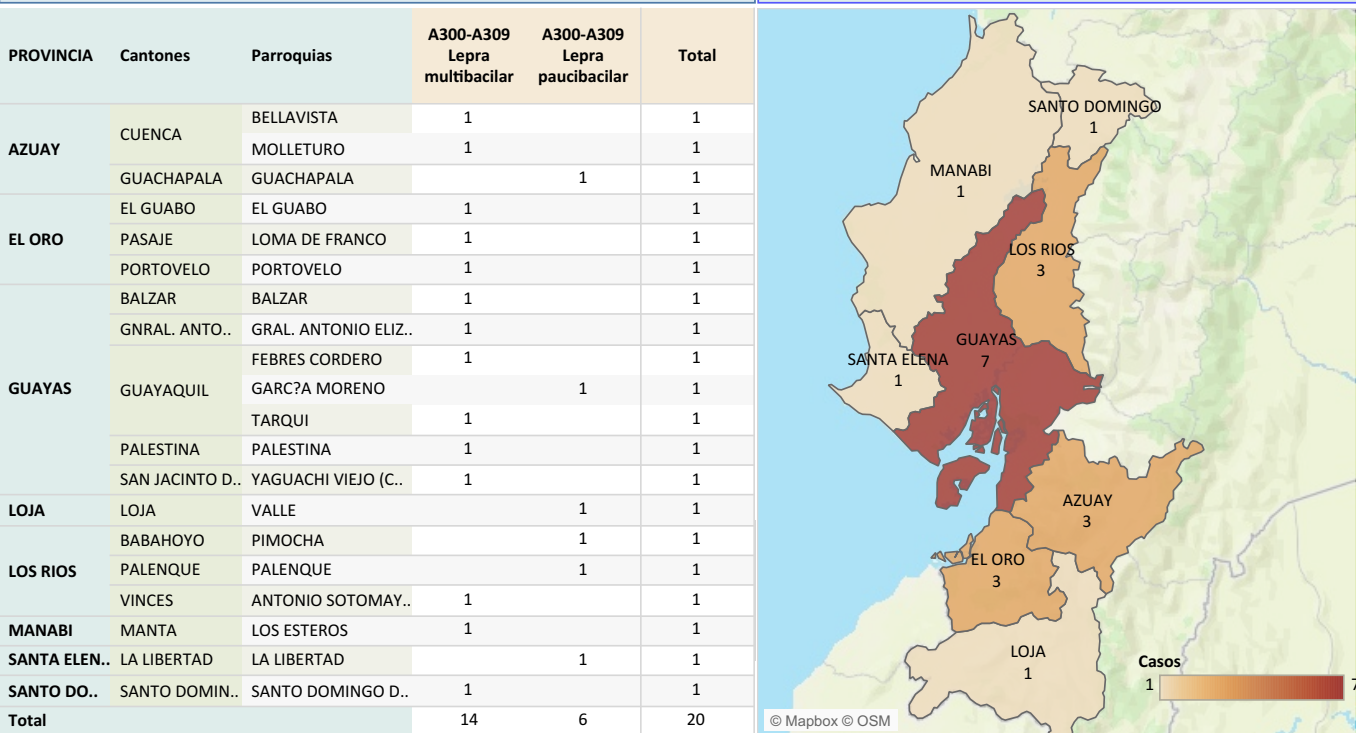 PROVINCIA Cantones Parroquias A300-A309 Lepra multibacilar A300-A309 Lepra paucibacilar Total
AZUAY CUENCA BELLAVISTA 1 1
MOLLETURO 1 1
GUACHAPALA GUACHAPALA 1 1
EL ORO EL GUABO EL GUABO 1 1
PASAJE LOMA DE FRANCO 1 1
PORTOVELO PORTOVELO 1 1
GUAYAS BALZAR BALZAR 1 1
GNRAL. ANTO.. GRAL. ANTONIO ELIZ.. 1 1
GUAYAQUIL FEBRES CORDERO 1 1
GARC?A MORENO 1 1
TARQUI 1 1
PALESTINA PALESTINA 1 1
SAN JACINTO D.. YAGUACHI VIEJO (C.. 1 1
LOJA LOJA VALLE 1 1
LOS RIOS BABAHOYO PIMOCHA 1 1
PALENQUE PALENQUE 1 1
VINCES ANTONIO SOTOMAY.. 1 1
MANABI MANTA LOS ESTEROS 1 1
SANTA ELEN.. LA LIBERTAD LA LIBERTAD 1 1
SANTO DO.. SANTO DOMIN.. SANTO DOMINGO D.. 1 1
Total 14 6 20
SANTO DOMINGO
1
MANABI
1
LOS RIOS
3
GUAYAS
7
SANTA ELENA
1
AZUAY
3
EL ORO
3
LOJA
1
Casos
1 7
© Mapbox © OSM